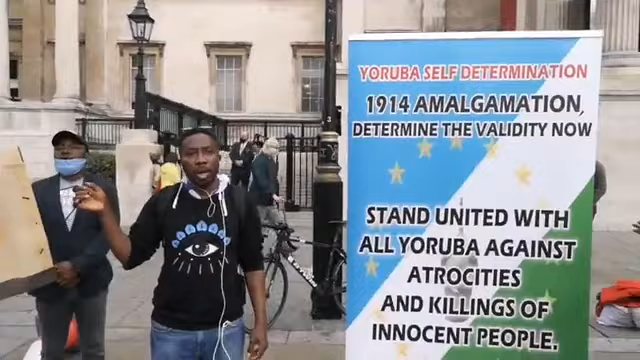 YORUBA SELF DETERMINATION
1914 AMALGAMATION,
DETERMINE THE VALIDITY NOW
STAND UNITED WITH
ALL YORUBA AGAINST
ATROCITIES
AND KILLINGS OF
INNOCENT PEOPLE.